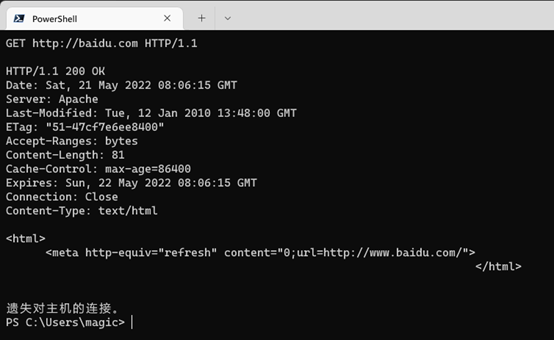 PowerShell
GET http://baidu.com HTTP/1.1
HTTP/1.1 200 OK
Date: Sat, 21 May 2022 08:06:15 GMT
Server: Apache
Last-Modified: Tue, 12 Jan 2010 13:48:00 GMT
ETag: "51-47cf7e6ee8400"
Accept-Ranges: bytes
Content-Length: 81
Cache-Control: max-age=86400
Expires: Sun, 22 May 2022 08:06:15 GMT
Connection: Close
Content-Type: text/html
<html>
<meta http-equiv="refresh" content="0;url=http://www.baidu.com/">
</html>
遗失对主机的连接。
PS C:\Users\magic>